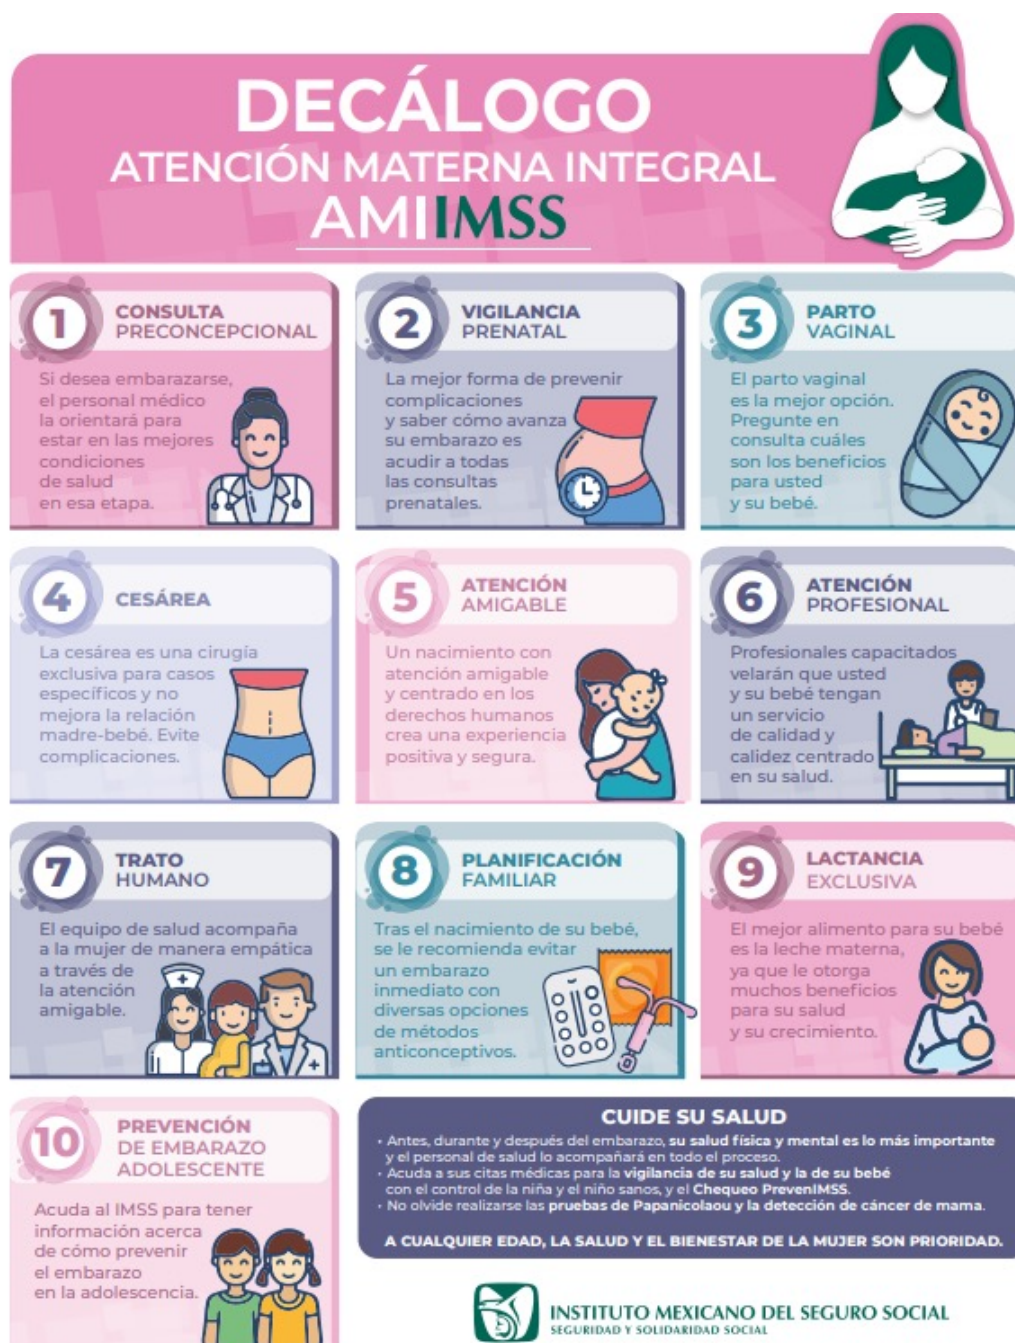 DECÁLOGO
ATENCIÓN MATERNA INTEGRAL
AMIIMSS
1
CONSULTA
PRECONCEPCIONAL
Si desea embarazarse,
el personal médico
la orientará para
estar en las mejores
condiciones
de salud
en esa etapa.
2
VIGILANCIA
PRENATAL
La mejor forma de prevenir
complicaciones
y saber cómo avanza
su embarazo es
acudir a todas
las consultas
prenatales.
3
PARTO
VAGINAL
El parto vaginal
es la mejor opción.
Pregunte en
consulta cuáles
son los beneficios
para usted
y su bebé.
4
CESÁREA
La cesárea es una cirugía
exclusiva para casos
específicos y no
mejora la relación
madre-bebé. Evite
complicaciones.
5
ATENCIÓN
AMIGABLE
Un nacimiento con
atención amigable
y centrado en los
derechos humanos
crea una experiencia
positiva y segura.
6
ATENCIÓN
PROFESIONAL
Profesionales capacitados
velarán que usted
y su bebé tengan
un servicio
de calidad y
calidez centrado
en su salud.
7
TRATO
HUMANO
El equipo de salud acompaña
a la mujer de manera empática
a través de
la atención
amigable.
8
PLANIFICACIÓN
FAMILIAR
Tras el nacimiento de su bebé,
se le recomienda evitar
un embarazo
inmediato con
diversas opciones
de métodos
anticonceptivos.
9
LACTANCIA
EXCLUSIVA
El mejor alimento para su bebé
es la leche materna,
ya que le otorga
muchos beneficios
para su salud
y su crecimiento.
10
PREVENCIÓN
DE EMBARAZO
ADOLESCENTE
Acuda al IMSS para tener
información acerca
de cómo prevenir
el embarazo
en la adolescencia.
CUIDE SU SALUD
• Antes, durante y después del embarazo, su salud física y mental es lo más importante
y el personal de salud lo acompañará en todo el proceso.
• Acuda a sus citas médicas para la vigilancia de su salud y la de su bebé
con el control de la niña y el niño sanos, y el Chequeo PrevenIMSS.
• No olvide realizarse las pruebas de Papanicolaou y la detección de cáncer de mama.
A CUALQUIER EDAD, LA SALUD Y EL BIENESTAR DE LA MUJER SON PRIORIDAD.
INSTITUTO MEXICANO DEL SEGURO SOCIAL
SEGURIDAD Y SOLIDARIDAD SOCIAL